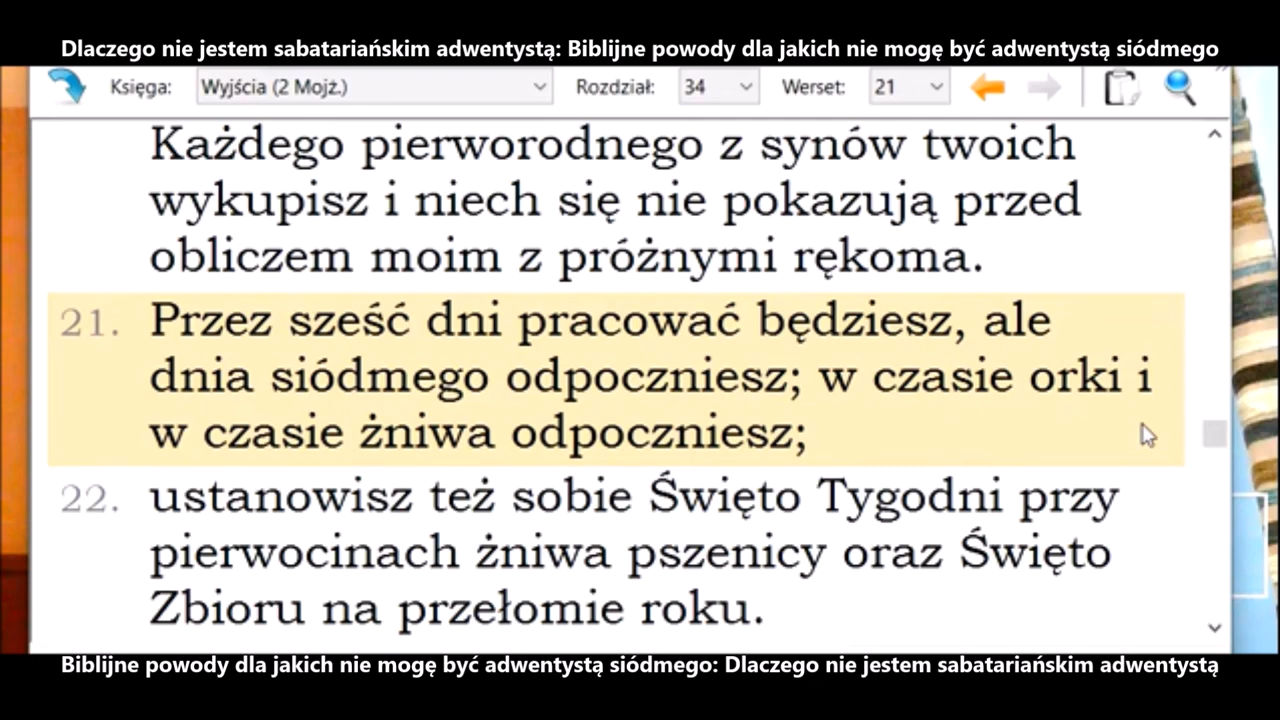 Dlaczego nie jestem sabatariańskim adwentystą: Biblijne powody dla jakich nie mogę być adwentystą siódmego
Księga: Wyjścia (2 Mojż.) Rozdział: 34 Werset: 21
Każdego pierworodnego z synów twoich
wykupisz i niech się nie pokazują przed
obliczem moim z próżnymi rękoma.
21. Przez sześć dni pracować będziesz, ale
dnia siódmego odpoczniesz; w czasie orki i
w czasie żniwa odpoczniesz;
22. ustanowisz też sobie Święto Tygodni przy
pierwocinach żniwa pszenicy oraz Święto
Zbioru na przełomie roku.
Biblijne powody dla jakich nie mogę być adwentystą siódmego: Dlaczego nie jestem sabatariańskim adwentystą